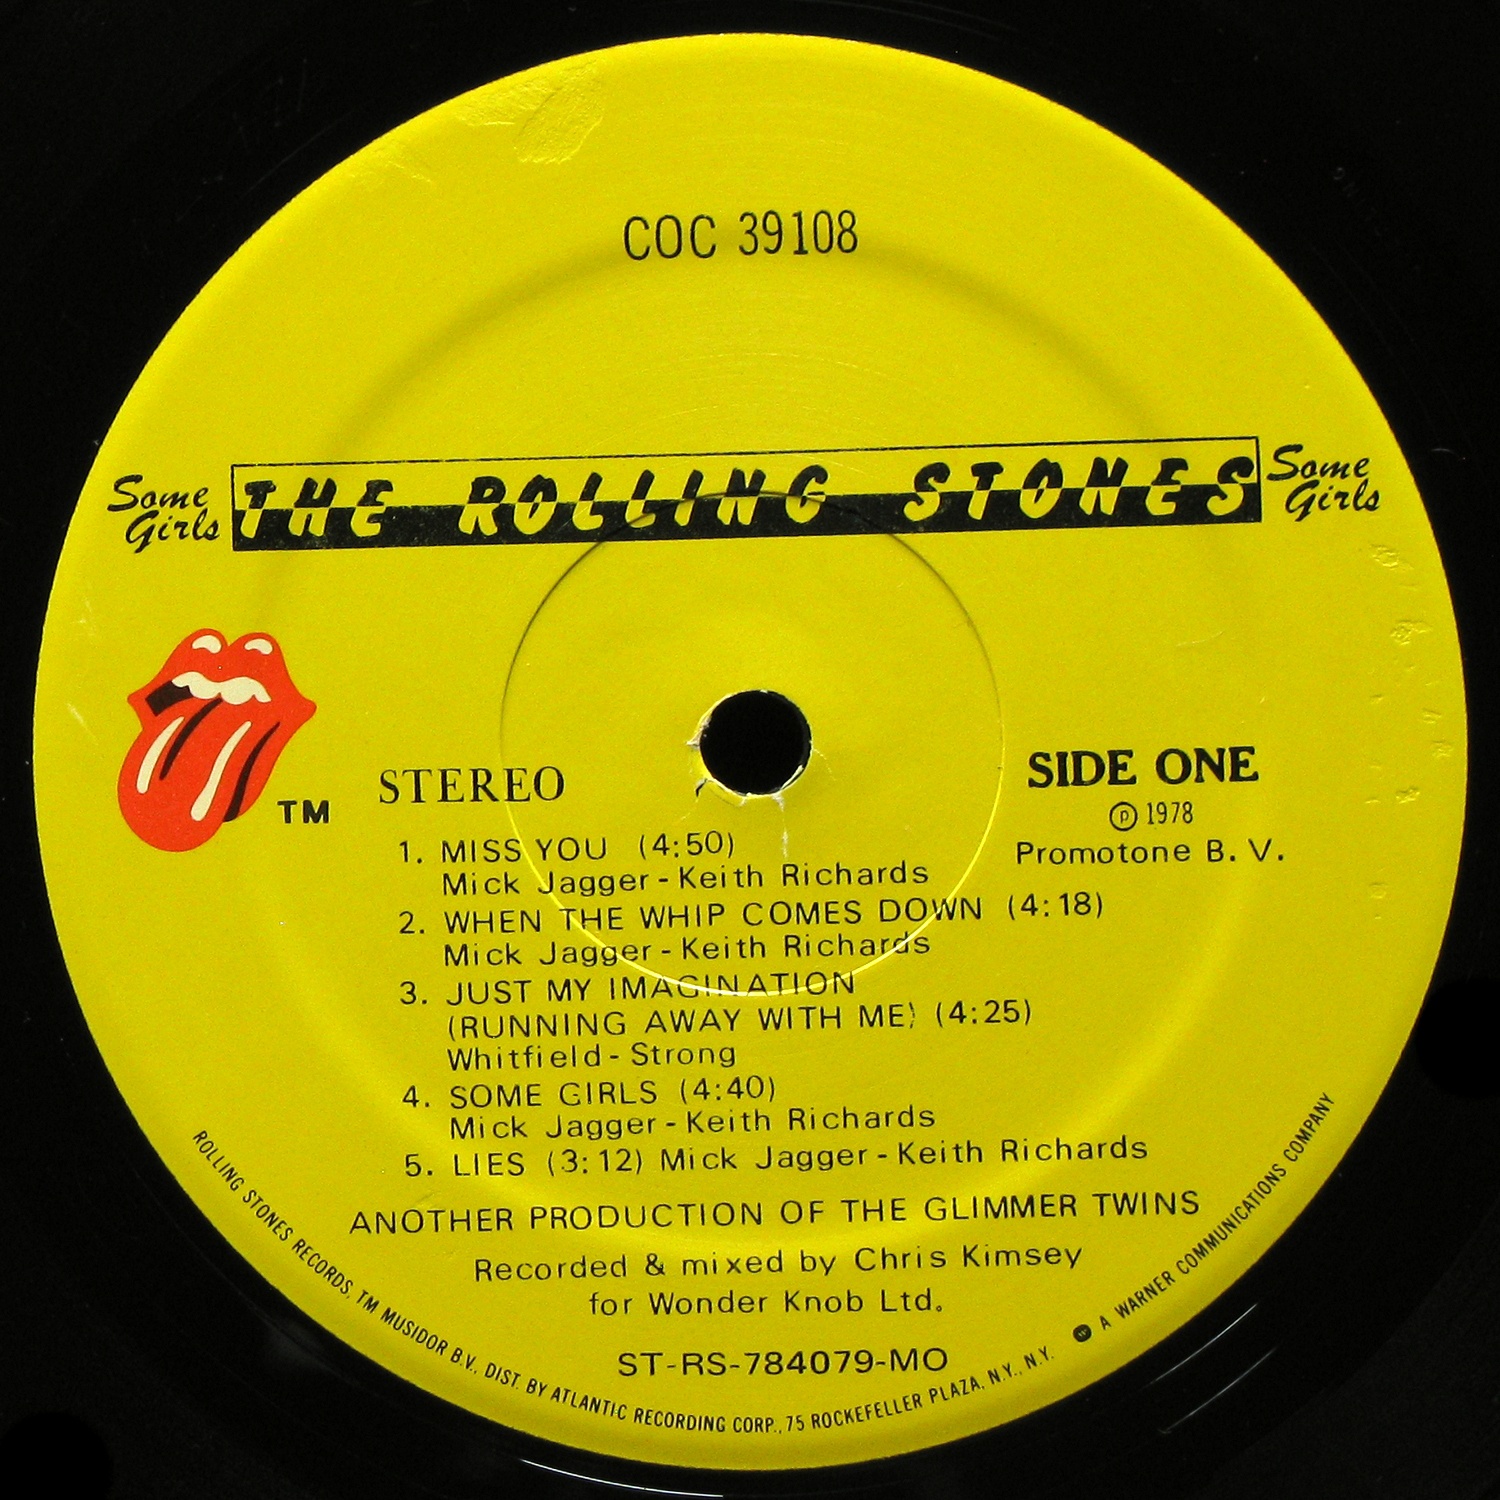 COC 39108
Some Girls
THE ROLLING STONES
Some Girls
TM
STEREO
SIDE ONE
℗ 1978
Promotone B. V.
1. MISS YOU (4:50)
Mick Jagger - Keith Richards
2. WHEN THE WHIP COMES DOWN (4:18)
Mick Jagger - Keith Richards
3. JUST MY IMAGINATION
(RUNNING AWAY WITH ME) (4:25)
Whitfield - Strong
4. SOME GIRLS (4:40)
Mick Jagger - Keith Richards
5. LIES (3:12) Mick Jagger - Keith Richards
ANOTHER PRODUCTION OF THE GLIMMER TWINS
Recorded & mixed by Chris Kimsey
for Wonder Knob Ltd.
ST-RS-784079-MO
ROLLING STONES RECORDS, TM MUSIDOR B.V., DIST. BY ATLANTIC RECORDING CORP., 75 ROCKEFELLER PLAZA, N.Y., N.Y. A WARNER COMMUNICATIONS COMPANY